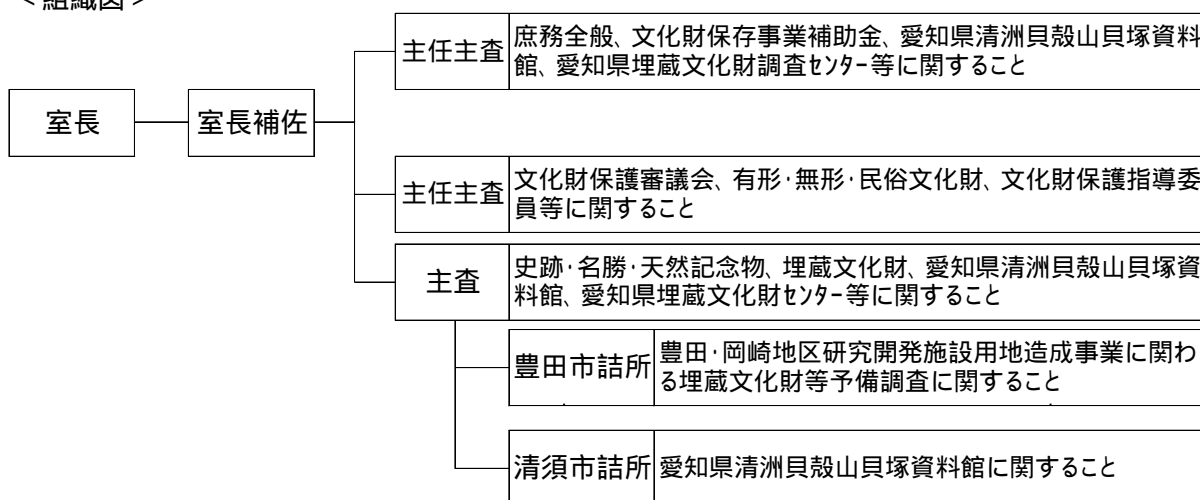 <組織図>
主任主査
庶務全般、文化財保存事業補助金、愛知県清洲貝殻山貝塚資料
館、愛知県埋蔵文化財調査ｾﾝﾀｰ等に関すること
室長
室長補佐
主任主査
文化財保護審議会、有形･無形･民俗文化財、文化財保護指導委
員等に関すること
主査
史跡･名勝･天然記念物、埋蔵文化財、愛知県清洲貝殻山貝塚資
料館、愛知県埋蔵文化財ｾﾝﾀｰ等に関すること
豊田市詰所
豊田･岡崎地区研究開発施設用地造成事業に関わ
る埋蔵文化財等予備調査に関すること
清須市詰所
愛知県清洲貝殻山貝塚資料館に関すること